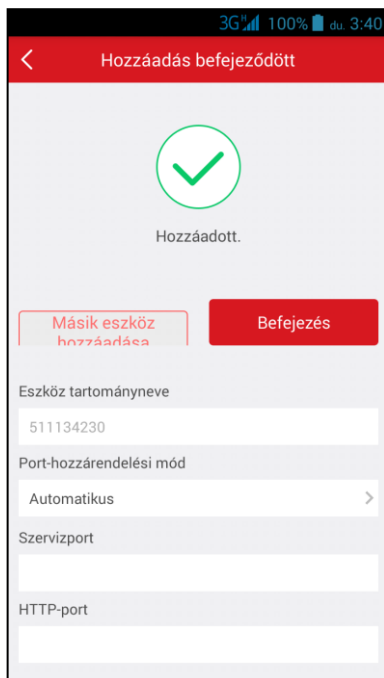 3G H 100% du. 3:40
Hozzáadás befejeződött
Hozzáadott.
Másik eszköz
hozzáadása
Befejezés
Eszköz tartományneve
511134230
Port-hozzárendelési mód
Automatikus
Szervizport
HTTP-port